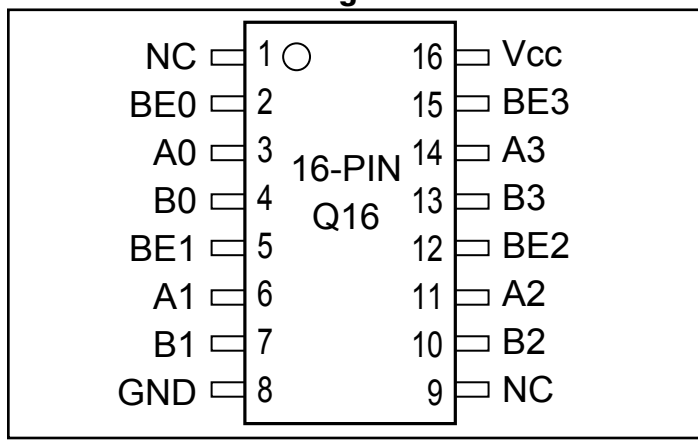 NC 1 16 Vcc
BE0 2 15 BE3
A0 3 14 A3
16-PIN
B0 4 13 B3
Q16
BE1 5 12 BE2
A1 6 11 A2
B1 7 10 B2
GND 8 9 NC